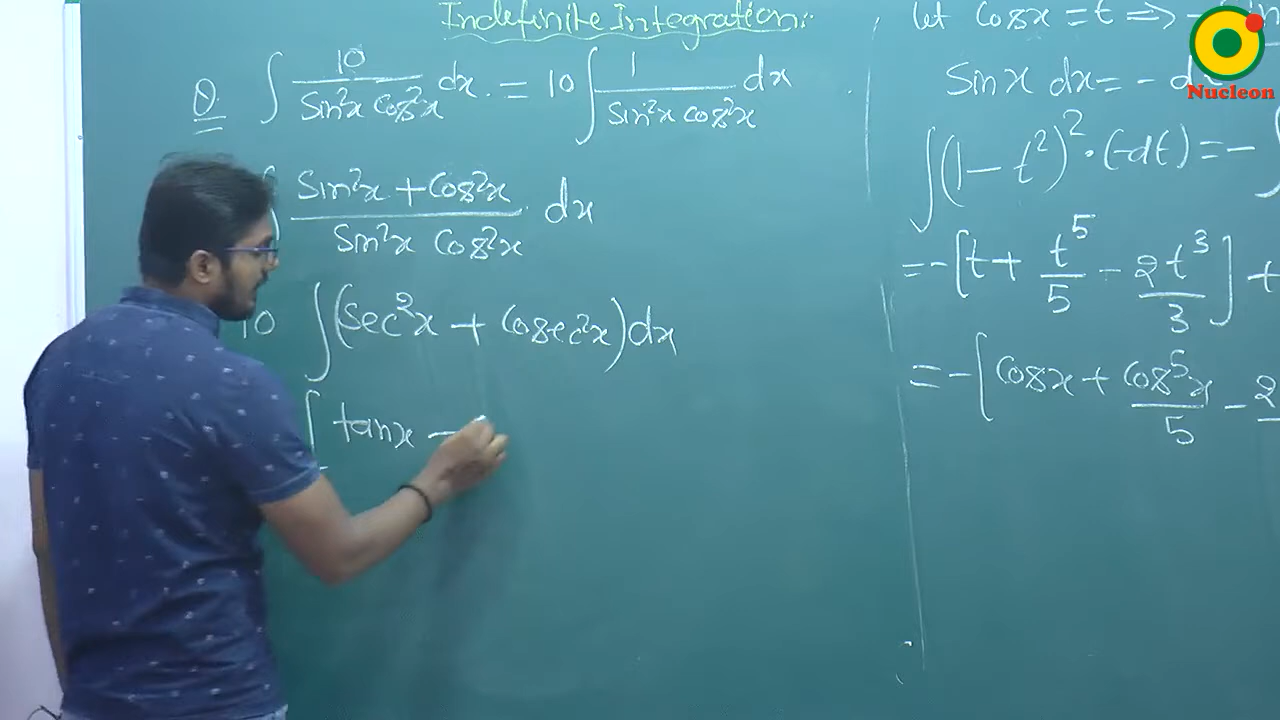 Indefinite Integration:
Q. ∫ 10/(Sin²x Cos²x) dx. = 10 ∫ 1/(Sin²x Cos²x) dx
∫ (Sin²x + Cos²x)/(Sin²x Cos²x) dx
10 ∫ (Sec²x + Cosec²x) dx
[ tanx –
let Cosx = t ⇒ -
Sinx dx = - d
∫ (1 - t²)² · (-dt) = -
= - [t + t⁵/5 - 2t³/3] +
= - [Cosx + Cos⁵x/5 - 2
Nucleon